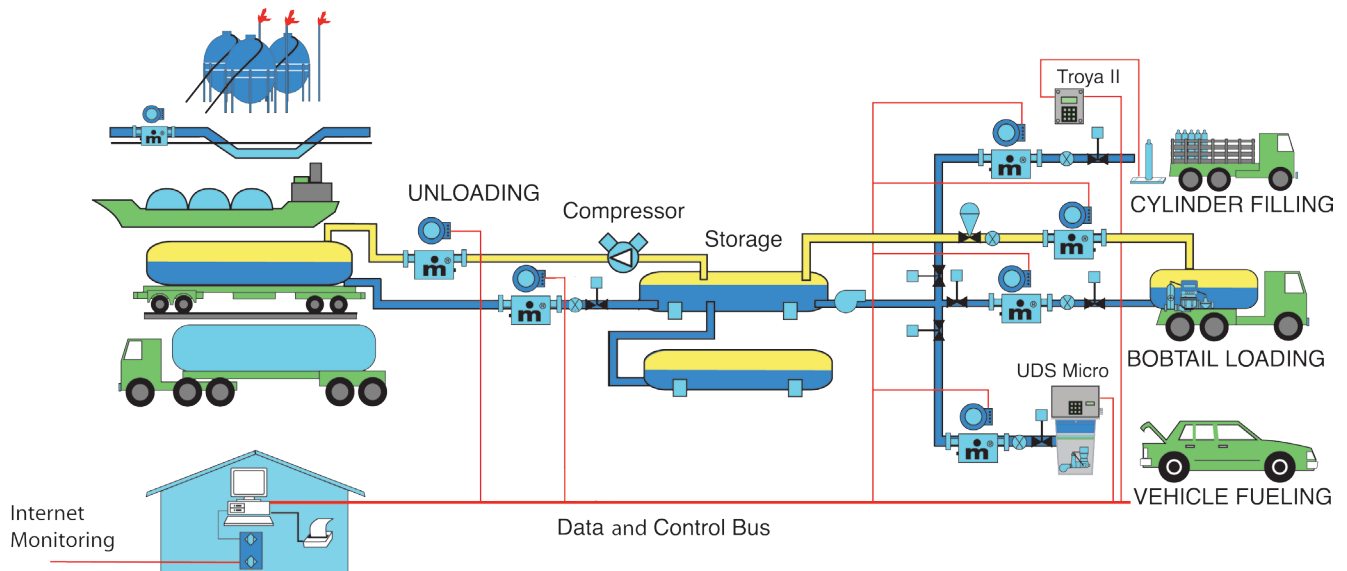 Troya II
m®
UNLOADING
Compressor
m®
CYLINDER FILLING
Storage
m®
m®
m®
m®
BOBTAIL LOADING
UDS Micro
m®
VEHICLE FUELING
Internet
Monitoring
Data and Control Bus